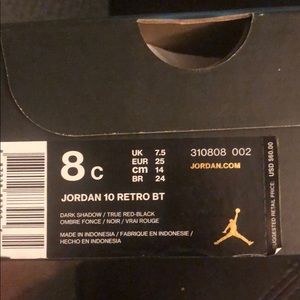 8 C
UK 7.5
EUR 25
cm 14
BR 24
310808 002
JORDAN.COM
JORDAN 10 RETRO BT
DARK SHADOW / TRUE RED-BLACK
OMBRE FONCE / NOIR / VRAI ROUGE
MADE IN INDONESIA / FABRIQUE EN INDONESIE /
HECHO EN INDONESIA
SUGGESTED RETAIL PRICE: USD $60.00